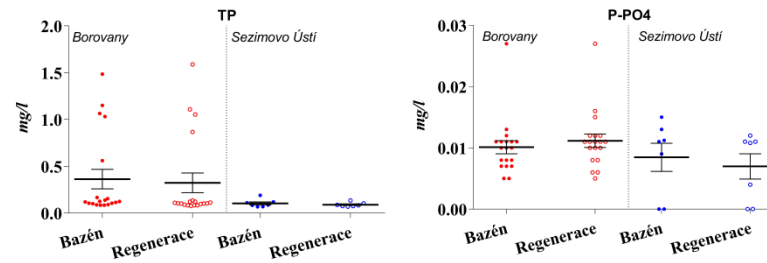 TP
Borovany
Sezimovo Ústí
mg/l
2.0
1.5
1.0
0.5
0.0
Bazén
Regenerace
Bazén
Regenerace
P-PO4
Borovany
Sezimovo Ústí
mg/l
0.03
0.02
0.01
0.00
Bazén
Regenerace
Bazén
Regenerace